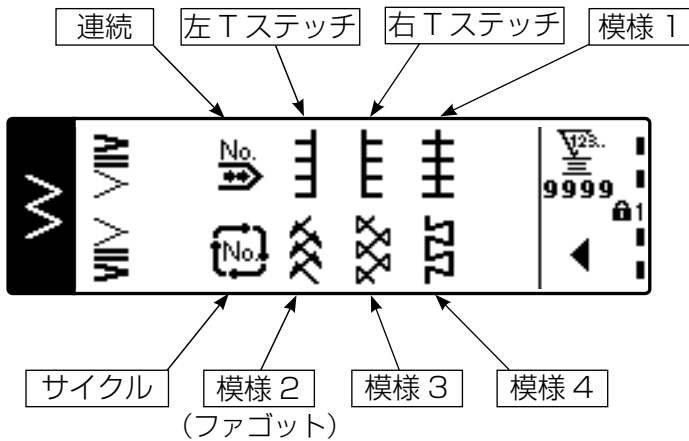 連続
左Tステッチ
右Tステッチ
模様1
No.
123..
9999
1
No.
サイクル
模様2
(ファゴット)
模様3
模様4